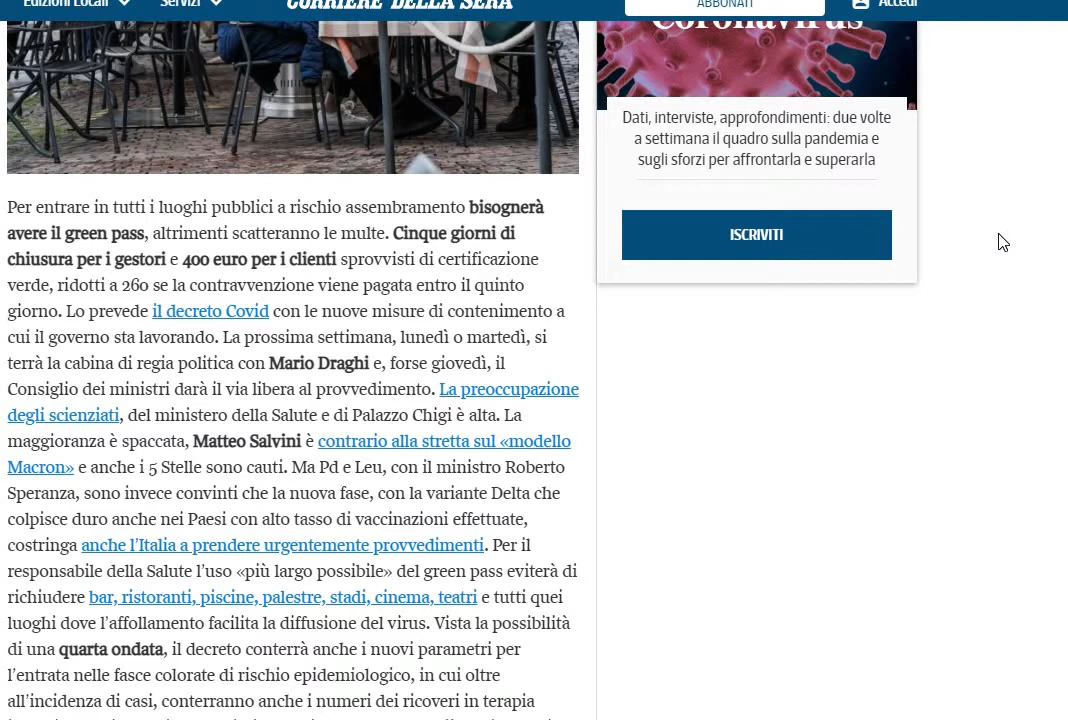 Edizioni Locali
Servizi
CORRIERE DELLA SERA
ABBONATI
Accedi
Coronavirus
Dati, interviste, approfondimenti: due volte
a settimana il quadro sulla pandemia e
sugli sforzi per affrontarla e superarla
ISCRIVITI
Per entrare in tutti i luoghi pubblici a rischio assembramento bisognerà
avere il green pass, altrimenti scatteranno le multe. Cinque giorni di
chiusura per i gestori e 400 euro per i clienti sprovvisti di certificazione
verde, ridotti a 260 se la contravvenzione viene pagata entro il quinto
giorno. Lo prevede il decreto Covid con le nuove misure di contenimento a
cui il governo sta lavorando. La prossima settimana, lunedì o martedì, si
terrà la cabina di regia politica con Mario Draghi e, forse giovedì, il
Consiglio dei ministri darà il via libera al provvedimento. La preoccupazione
degli scienziati, del ministero della Salute e di Palazzo Chigi è alta. La
maggioranza è spaccata, Matteo Salvini è contrario alla stretta sul «modello
Macron» e anche i 5 Stelle sono cauti. Ma Pd e Leu, con il ministro Roberto
Speranza, sono invece convinti che la nuova fase, con la variante Delta che
colpisce duro anche nei Paesi con alto tasso di vaccinazioni effettuate,
costringa anche l'Italia a prendere urgentemente provvedimenti. Per il
responsabile della Salute l'uso «più largo possibile» del green pass eviterà di
richiudere bar, ristoranti, piscine, palestre, stadi, cinema, teatri e tutti quei
luoghi dove l'affollamento facilita la diffusione del virus. Vista la possibilità
di una quarta ondata, il decreto conterrà anche i nuovi parametri per
l'entrata nelle fasce colorate di rischio epidemiologico, in cui oltre
all'incidenza di casi, conterranno anche i numeri dei ricoveri in terapia